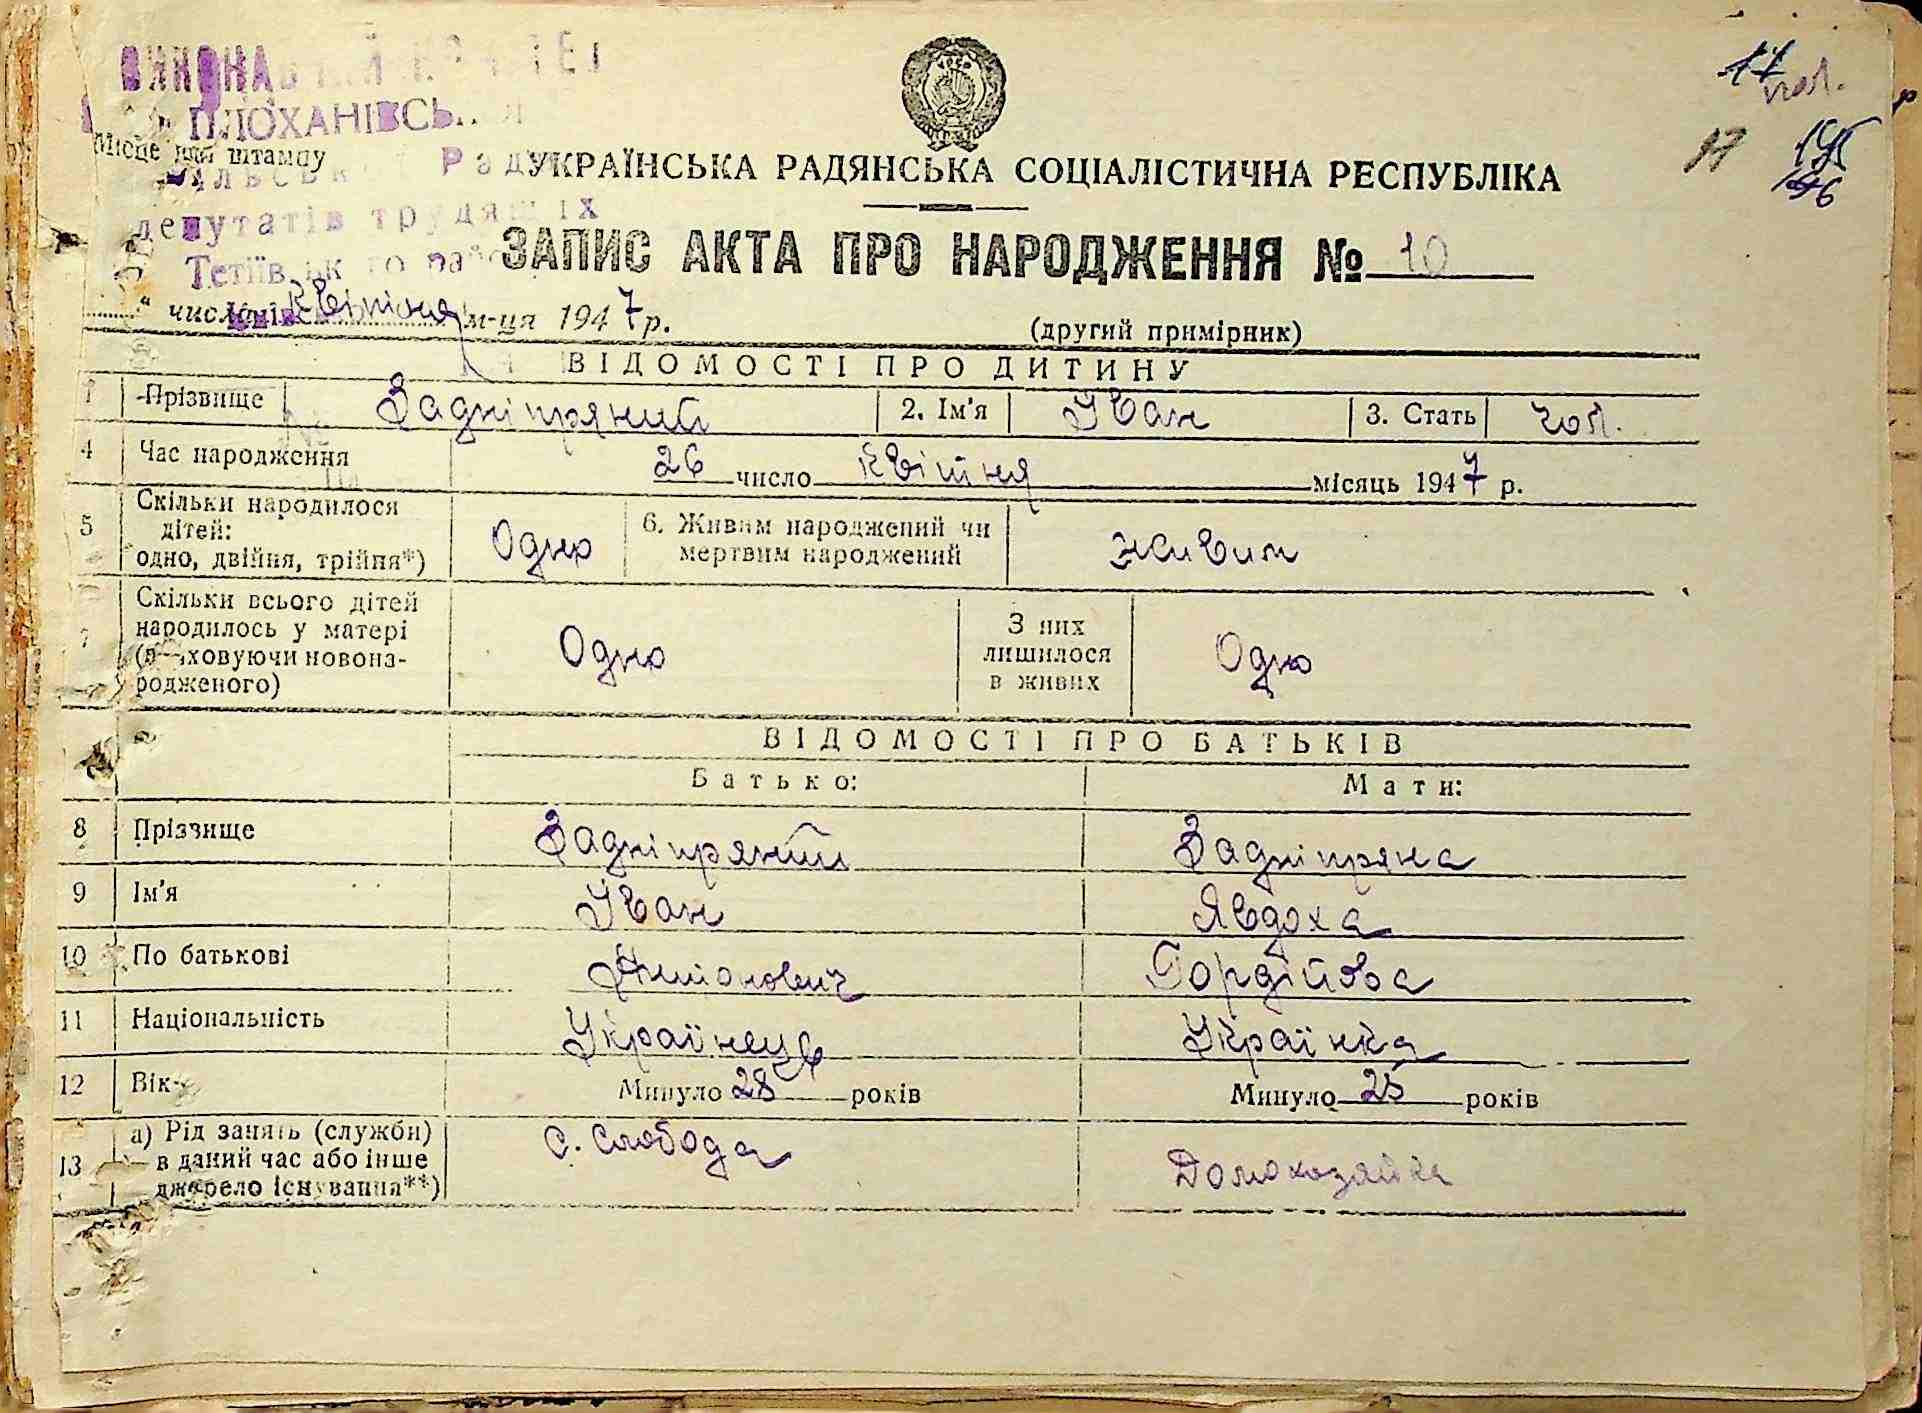 ПЛОХАНІВСЬ
Місце для штампу
УКРАЇНСЬКА РАДЯНСЬКА СОЦІАЛІСТИЧНА РЕСПУБЛІКА
депутатів трудящих
ЗАПИС АКТА ПРО НАРОДЖЕННЯ № 10
" числа квітня м-ця 1947 р.
(другий примірник)
ВІДОМОСТІ ПРО ДИТИНУ
1 Прізвище Задніпряний 2. Ім'я Іван 3. Стать чол.
4 Час народження 26 число квітня місяць 1947 р.
5 Скільки народилося дітей: одно, двійня, трійня*) Одно 6. Живим народжений чи мертвим народжений живим
7 Скільки всього дітей народилось у матері (враховуючи новонародженого) Одно З них лишилося в живих Одно
ВІДОМОСТІ ПРО БАТЬКІВ
Батько: Мати:
8 Прізвище Задніпряний Задніпряна
9 Ім'я Іван Явдоха
10 По батькові Антонович Гордійова
11 Національність Українець Українка
12 Вік Минуло 28 років Минуло 25 років
13 а) Рід занять (служби) в даний час або інше джерело існування**) с. Слобода Домохозяйка
17